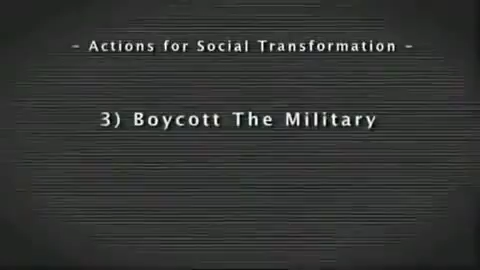 – Actions for Social Transformation –
3) Boycott The Military